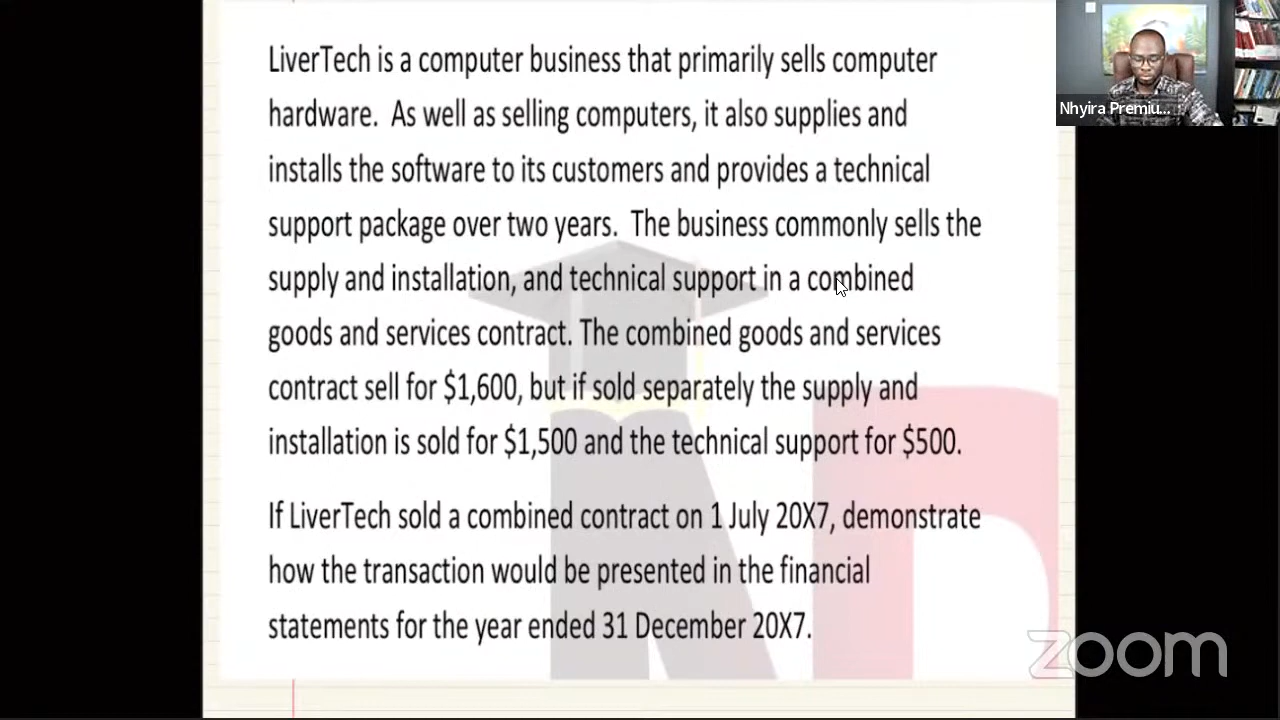 LiverTech is a computer business that primarily sells computer
hardware. As well as selling computers, it also supplies and
installs the software to its customers and provides a technical
support package over two years. The business commonly sells the
supply and installation, and technical support in a combined
goods and services contract. The combined goods and services
contract sell for $1,600, but if sold separately the supply and
installation is sold for $1,500 and the technical support for $500.
If LiverTech sold a combined contract on 1 July 20X7, demonstrate
how the transaction would be presented in the financial
statements for the year ended 31 December 20X7.
Nhyira Premiu...
zoom